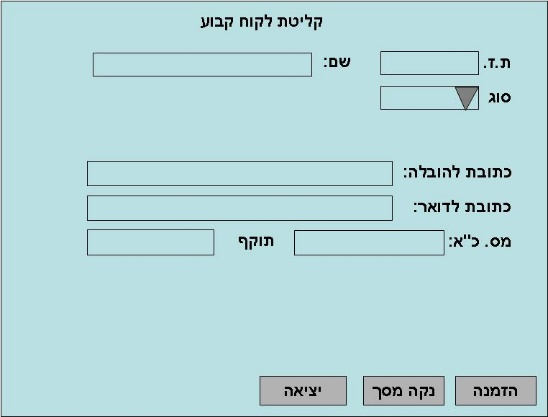 קליטת לקוח קבוע
ת.ז. שם:
סוג
כתובת להובלה:
כתובת לדואר:
מס. כ"א: תוקף
הזמנה נקה מסך יציאה